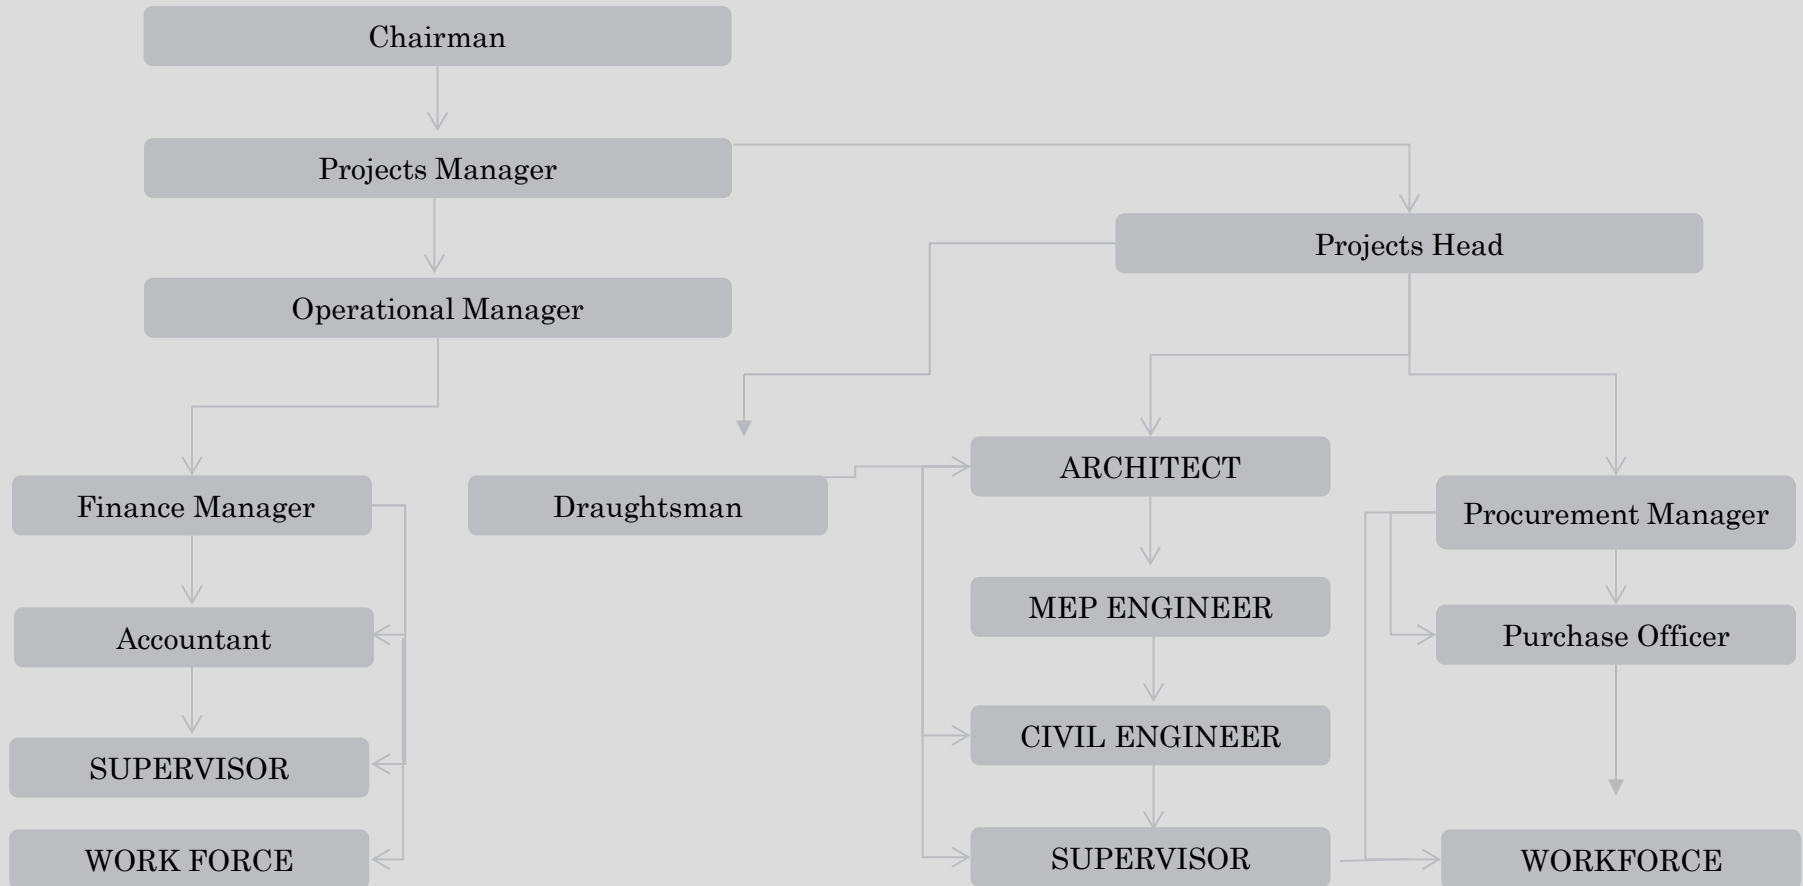 Chairman
Projects Manager
Projects Head
Operational Manager
ARCHITECT
Finance Manager
Draughtsman
Procurement Manager
MEP ENGINEER
Accountant
Purchase Officer
CIVIL ENGINEER
SUPERVISOR
SUPERVISOR
WORK FORCE
WORKFORCE